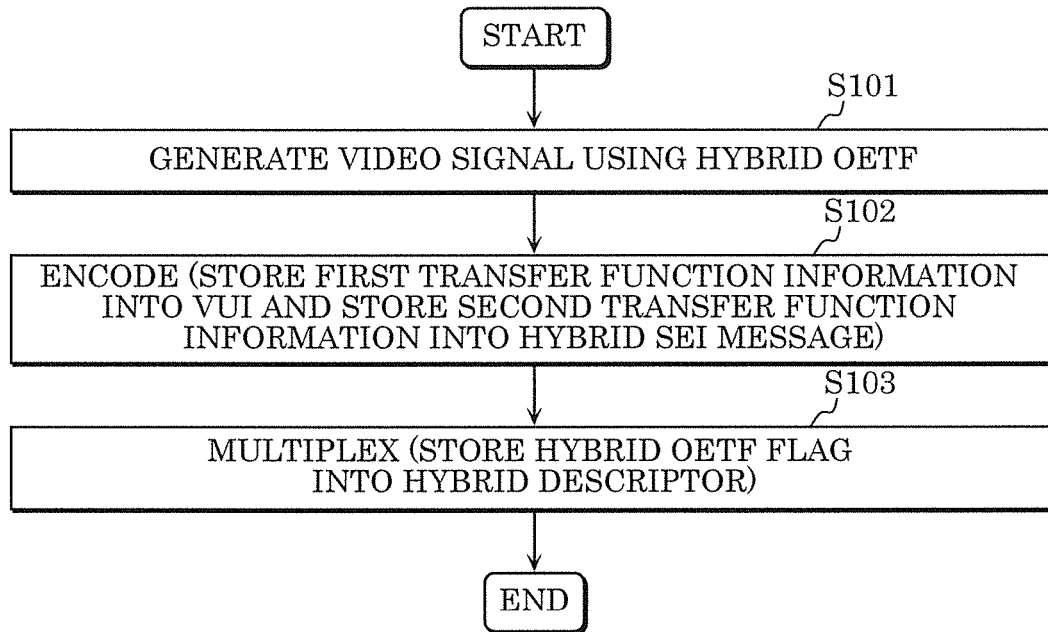 START
S101
GENERATE VIDEO SIGNAL USING HYBRID OETF
S102
ENCODE (STORE FIRST TRANSFER FUNCTION INFORMATION
INTO VUI AND STORE SECOND TRANSFER FUNCTION
INFORMATION INTO HYBRID SEI MESSAGE)
S103
MULTIPLEX (STORE HYBRID OETF FLAG
INTO HYBRID DESCRIPTOR)
END